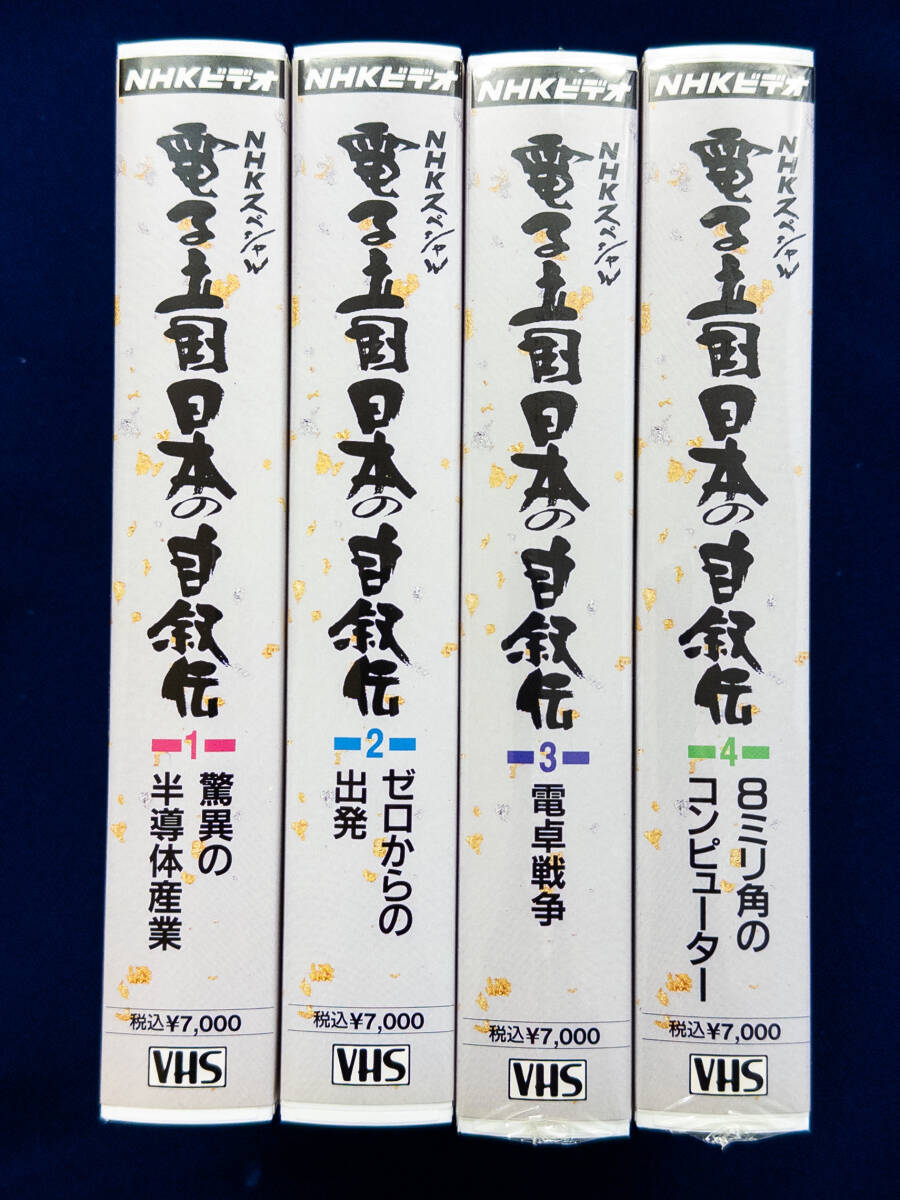 NHKビデオ
NHKスペシャル
電子立国日本の自叙伝
1
驚異の
半導体産業
税込¥7,000
VHS
NHKビデオ
NHKスペシャル
電子立国日本の自叙伝
2
ゼロからの
出発
税込¥7,000
VHS
NHKビデオ
NHKスペシャル
電子立国日本の自叙伝
3
電卓戦争
税込¥7,000
VHS
NHKビデオ
NHKスペシャル
電子立国日本の自叙伝
4
8ミリ角の
コンピューター
税込¥7,000
VHS